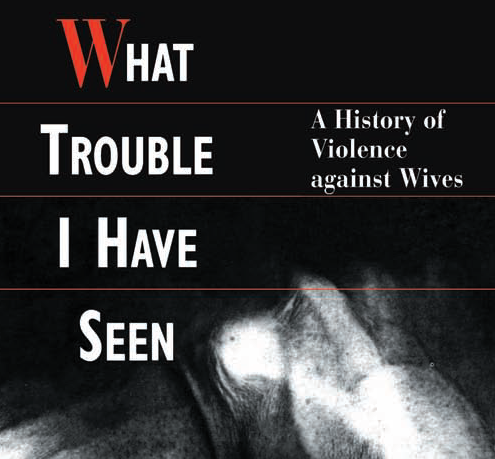 What
Trouble
I Have
Seen
A History of
Violence
against Wives